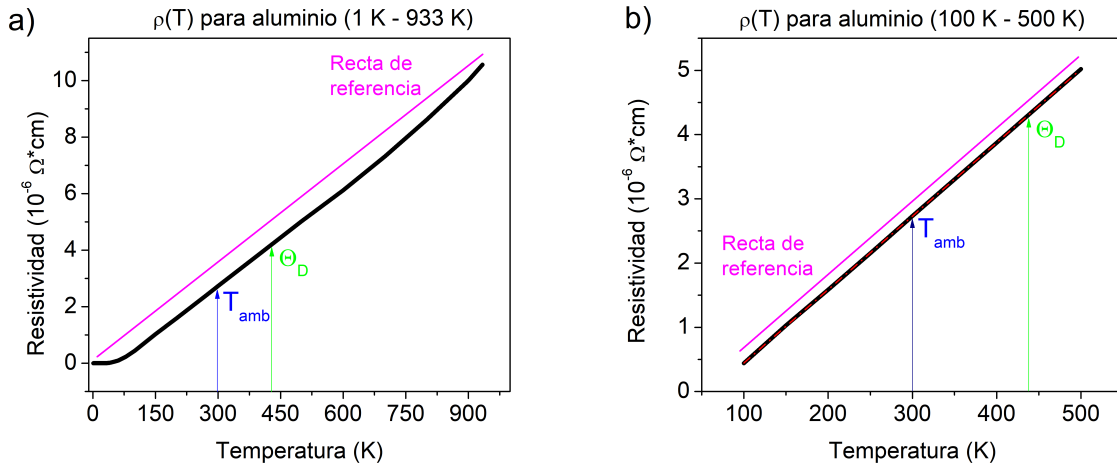 a)
ρ(T) para aluminio (1 K - 933 K)
Resistividad (10⁻⁶ Ω*cm)
10
8
6
4
2
0
Recta de
referencia
Θ_D
T_amb
0 150 300 450 600 750 900
Temperatura (K)
b)
ρ(T) para aluminio (100 K - 500 K)
Resistividad (10⁻⁶ Ω*cm)
5
4
3
2
1
0
Θ_D
T_amb
Recta de
referencia
100 200 300 400 500
Temperatura (K)